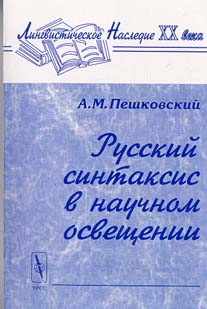 Лингвистическое Наследие XX века
А.М.Пешковский
Русский
синтаксис
в научном
освещении
УРСС